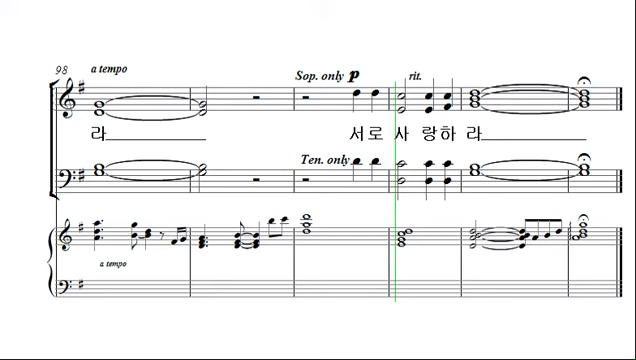 98
a tempo
Sop. only p
rit.
라 서로 사 랑하 라
Ten. only
a tempo